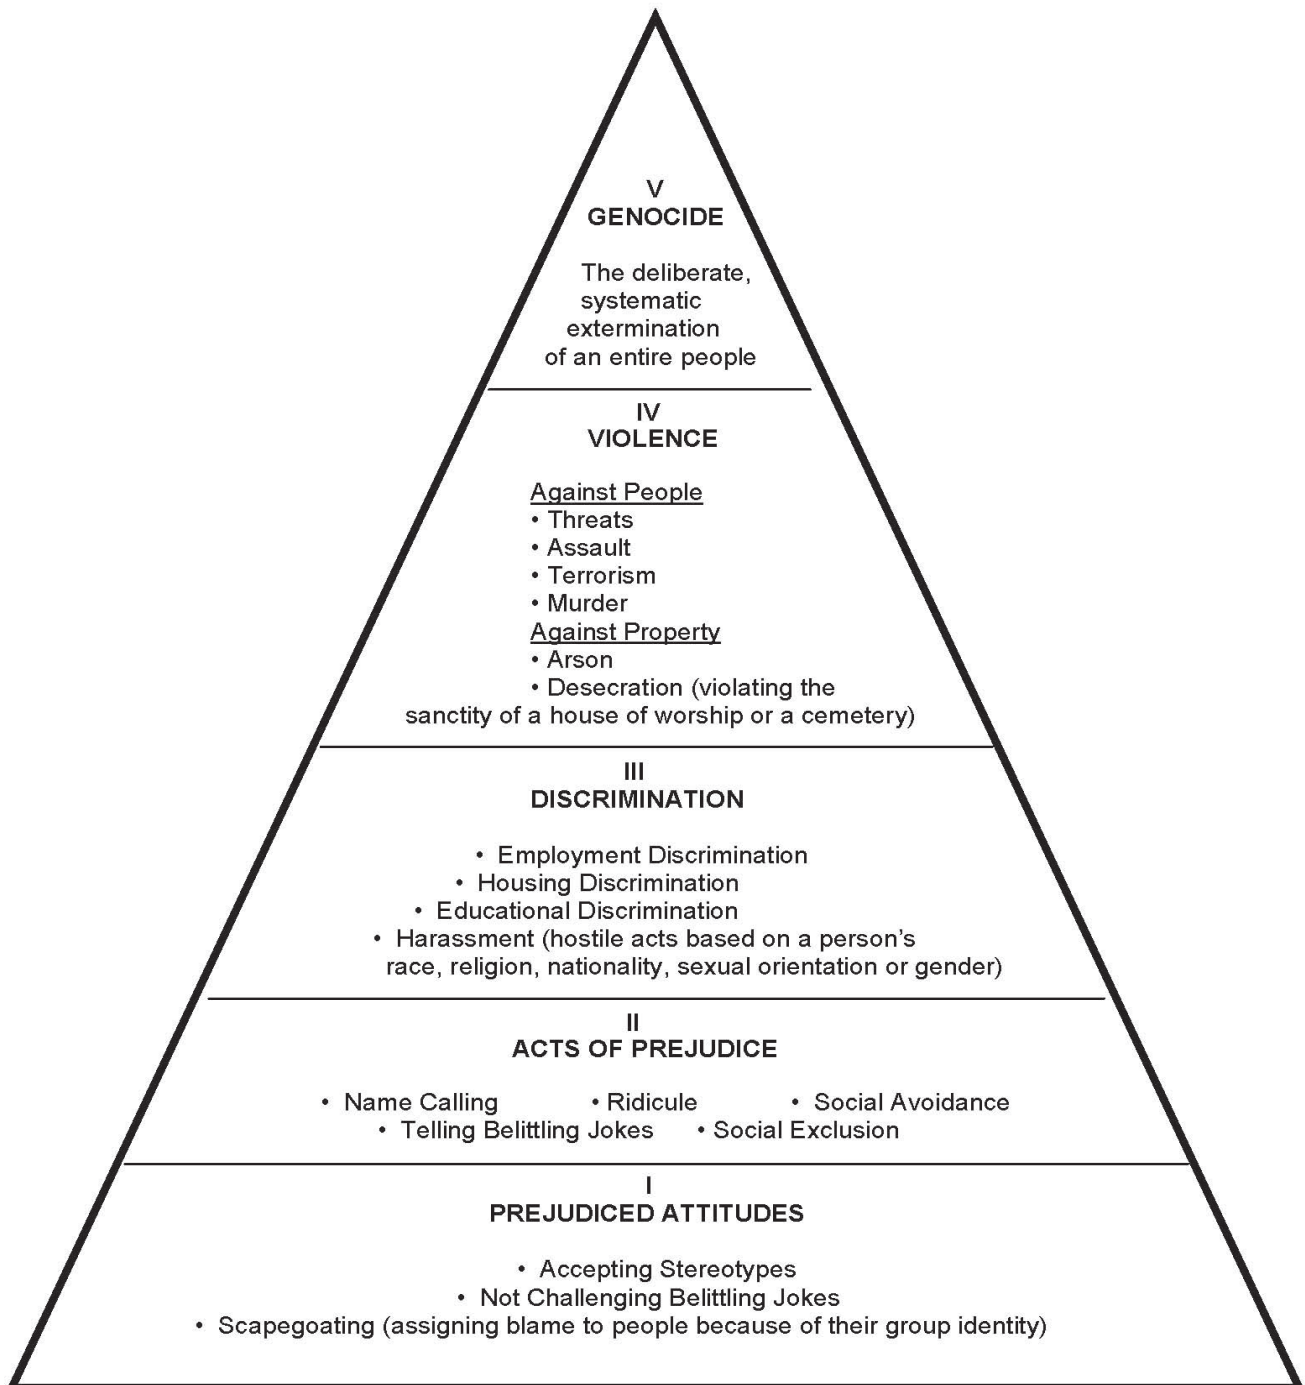 V
GENOCIDE
The deliberate,
systematic
extermination
of an entire people
IV
VIOLENCE
Against People
• Threats
• Assault
• Terrorism
• Murder
Against Property
• Arson
• Desecration (violating the
sanctity of a house of worship or a cemetery)
III
DISCRIMINATION
• Employment Discrimination
• Housing Discrimination
• Educational Discrimination
• Harassment (hostile acts based on a person’s
race, religion, nationality, sexual orientation or gender)
II
ACTS OF PREJUDICE
• Name Calling • Ridicule • Social Avoidance
• Telling Belittling Jokes • Social Exclusion
I
PREJUDICED ATTITUDES
• Accepting Stereotypes
• Not Challenging Belittling Jokes
• Scapegoating (assigning blame to people because of their group identity)